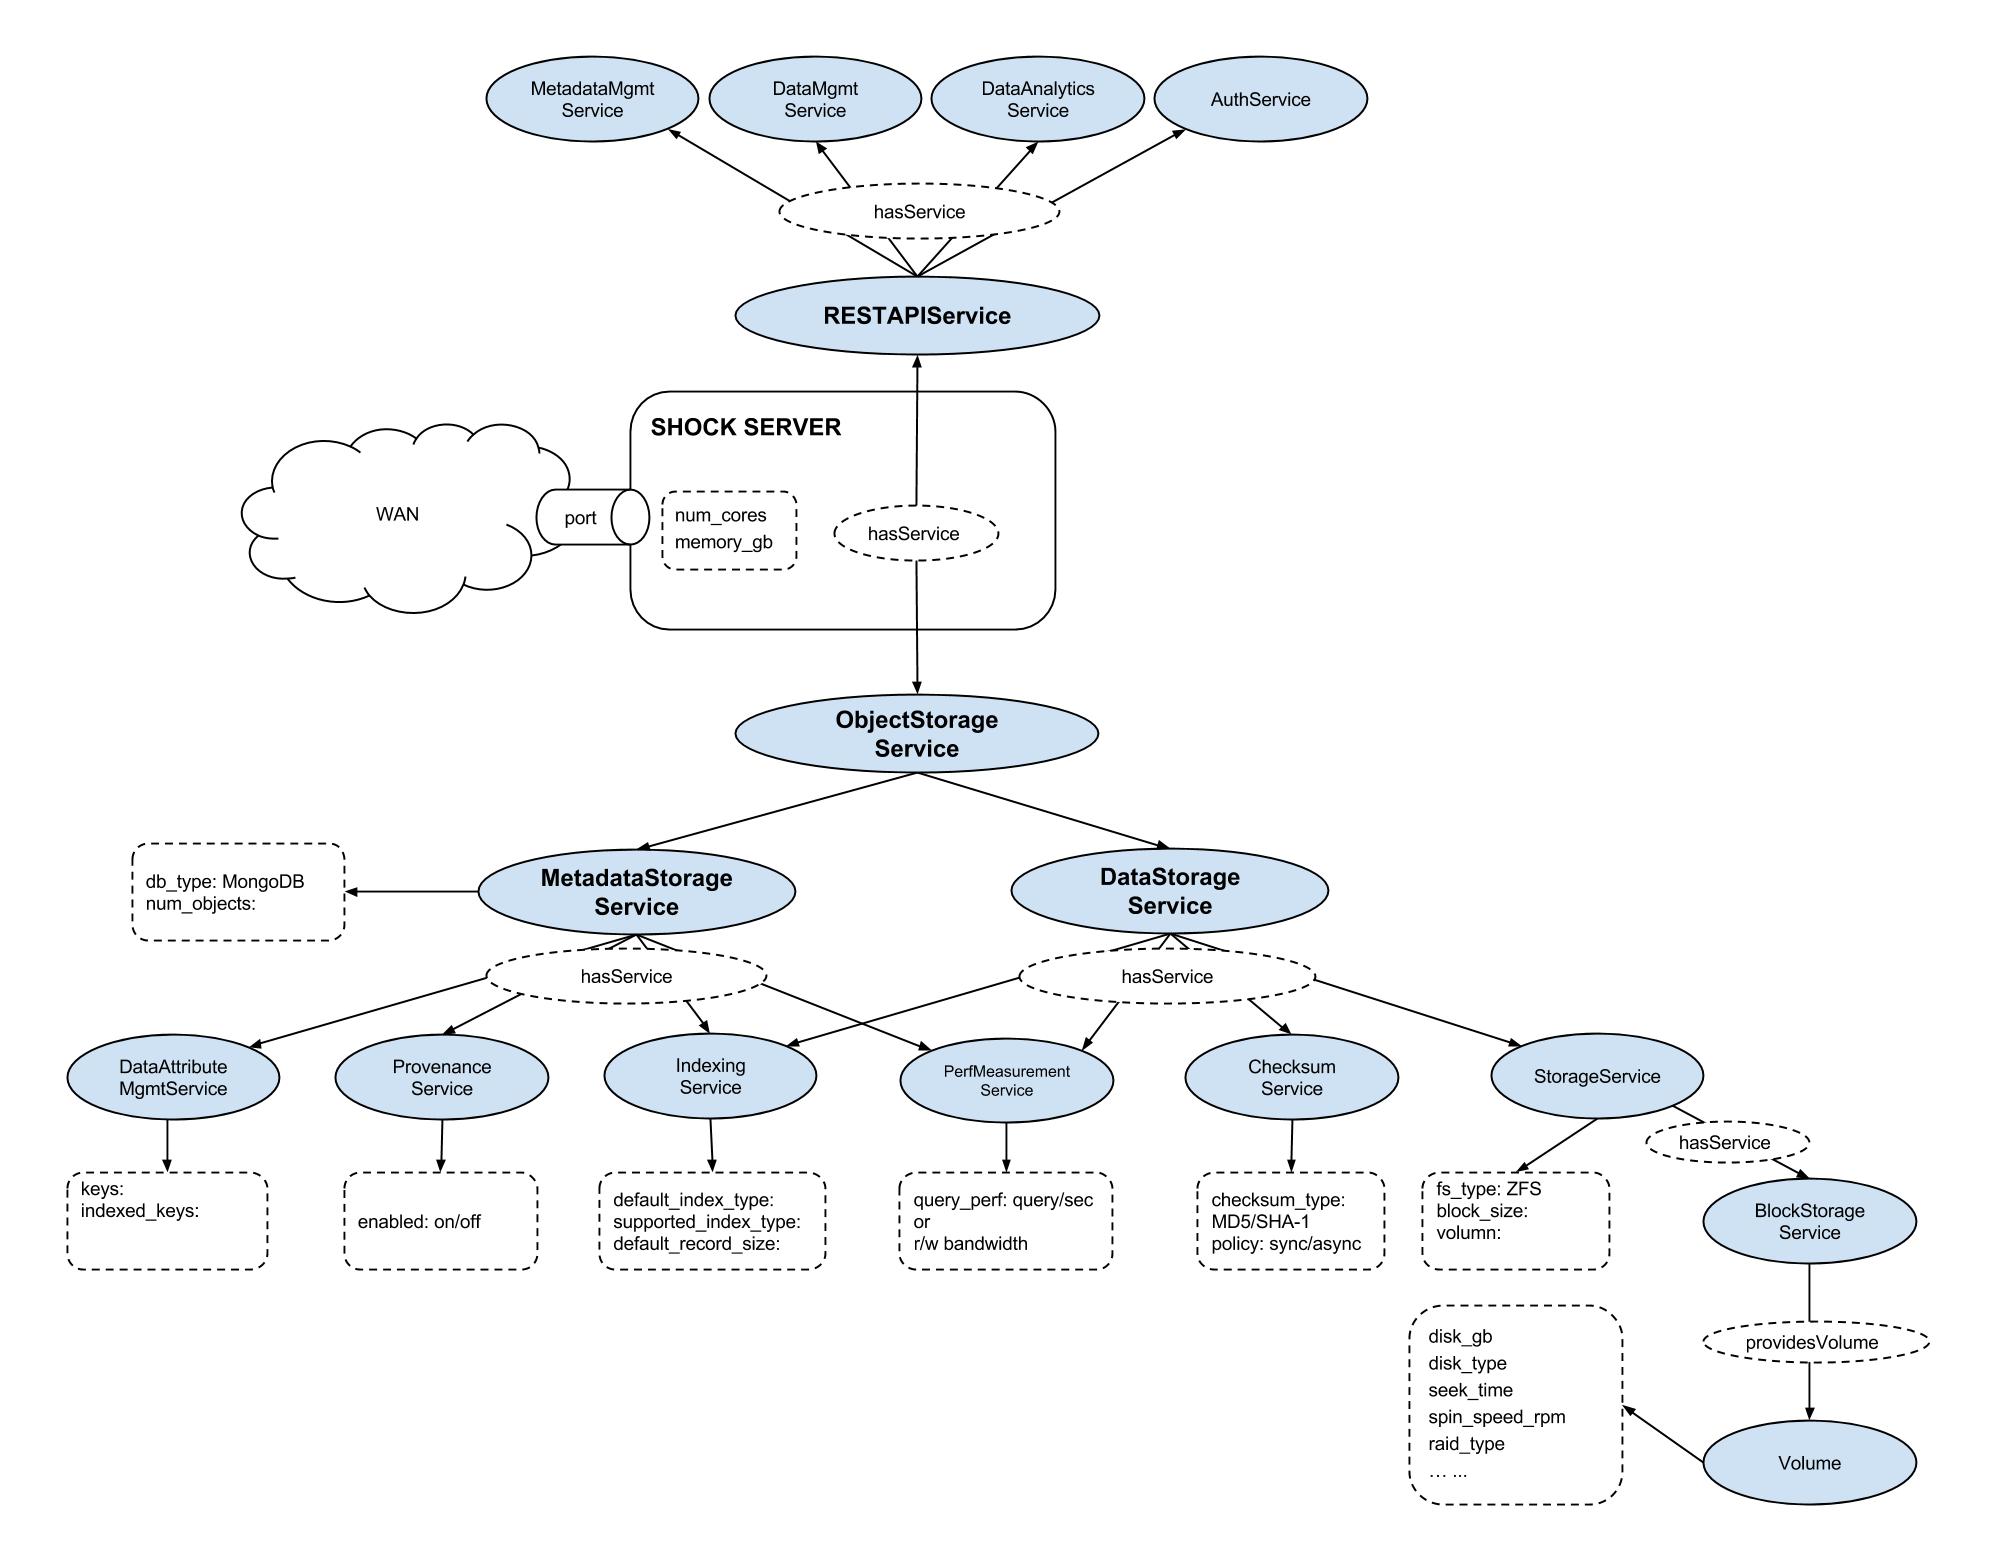 MetadataMgmt
Service
DataMgmt
Service
DataAnalytics
Service
AuthService
hasService
RESTAPIService
SHOCK SERVER
WAN
port
num_cores
memory_gb
hasService
ObjectStorage
Service
db_type: MongoDB
num_objects:
MetadataStorage
Service
DataStorage
Service
hasService
hasService
DataAttribute
MgmtService
Provenance
Service
Indexing
Service
PerfMeasurement
Service
Checksum
Service
StorageService
hasService
keys:
indexed_keys:
enabled: on/off
default_index_type:
supported_index_type:
default_record_size:
query_perf: query/sec
or
r/w bandwidth
checksum_type:
MD5/SHA-1
policy: sync/async
fs_type: ZFS
block_size:
volumn:
BlockStorage
Service
providesVolume
disk_gb
disk_type
seek_time
spin_speed_rpm
raid_type
… ...
Volume